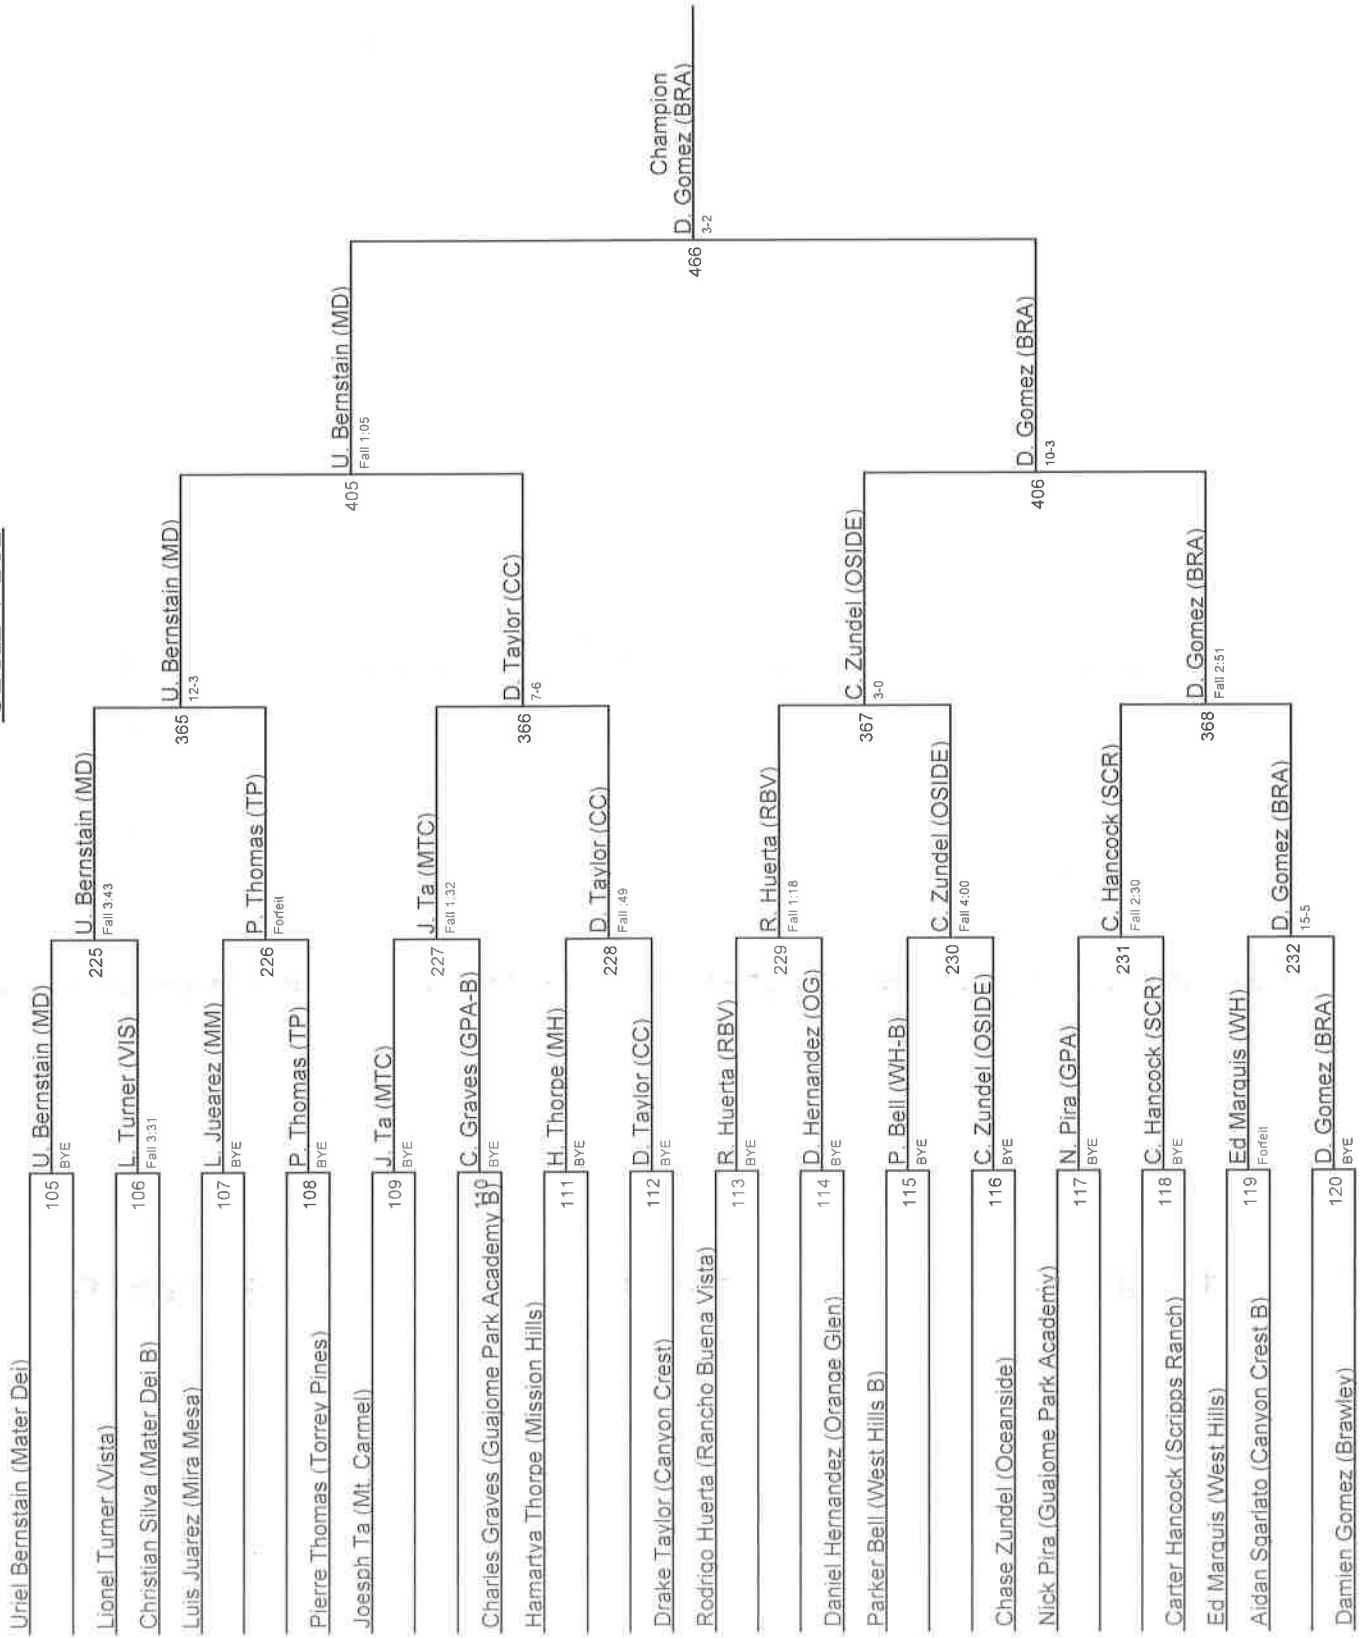 Uriel Bernstain (Mater Dei)
105
U. Bernstain (MD)
BYE
225
U. Bernstain (MD)
Fall 3:43
Lionel Turner (Vista)
106
L. Turner (VIS)
Fall 3:31
Christian Silva (Mater Dei B)
365
U. Bernstain (MD)
12-3
Luis Juarez (Mira Mesa)
107
L. Juearez (MM)
BYE
226
P. Thomas (TP)
Forfeit
108
P. Thomas (TP)
BYE
Pierre Thomas (Torrey Pines)
405
U. Bernstain (MD)
Fall 1:05
Joesph Ta (Mt. Carmel)
109
J. Ta (MTC)
BYE
227
J. Ta (MTC)
Fall 1:32
110
C. Graves (GPA-B)
BYE
Charles Graves (Guajome Park Academy B)
366
D. Taylor (CC)
7-6
Hamartya Thorpe (Mission Hills)
111
H. Thorpe (MH)
BYE
228
D. Taylor (CC)
Fall :49
112
D. Taylor (CC)
BYE
Drake Taylor (Canyon Crest)
Champion
466
D. Gomez (BRA)
3-2
Rodrigo Huerta (Rancho Buena Vista)
113
R. Huerta (RBV)
BYE
229
R. Huerta (RBV)
Fall 1:18
114
D. Hernandez (OG)
BYE
Daniel Hernandez (Orange Glen)
367
C. Zundel (OSIDE)
3-0
Parker Bell (West Hills B)
115
P. Bell (WH-B)
BYE
230
C. Zundel (OSIDE)
Fall 4:00
116
C. Zundel (OSIDE)
BYE
Chase Zundel (Oceanside)
406
D. Gomez (BRA)
10-3
Nick Pira (Guajome Park Academy)
117
N. Pira (GPA)
BYE
231
C. Hancock (SCR)
Fall 2:30
118
C. Hancock (SCR)
BYE
Carter Hancock (Scripps Ranch)
368
D. Gomez (BRA)
Fall 2:51
Ed Marquis (West Hills)
119
Ed Marquis (WH)
Forfeit
Aidan Sgarlato (Canyon Crest B)
232
D. Gomez (BRA)
15-5
120
D. Gomez (BRA)
BYE
Damien Gomez (Brawley)